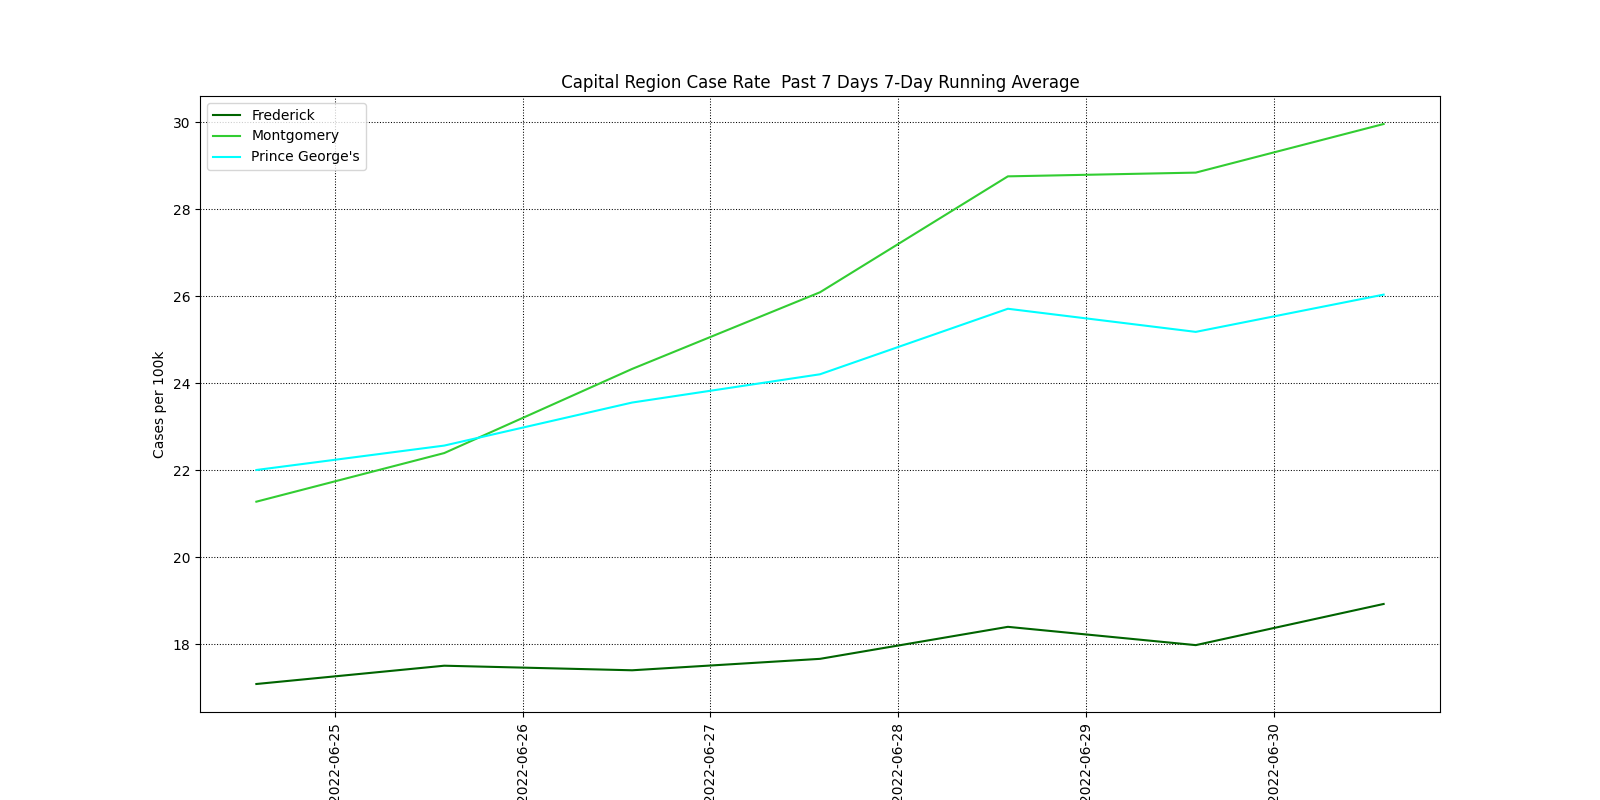 Capital Region Case Rate  Past 7 Days 7-Day Running Average
Frederick
Montgomery
Prince George's
Cases per 100k
30
28
26
24
22
20
18
2022-06-25
2022-06-26
2022-06-27
2022-06-28
2022-06-29
2022-06-30